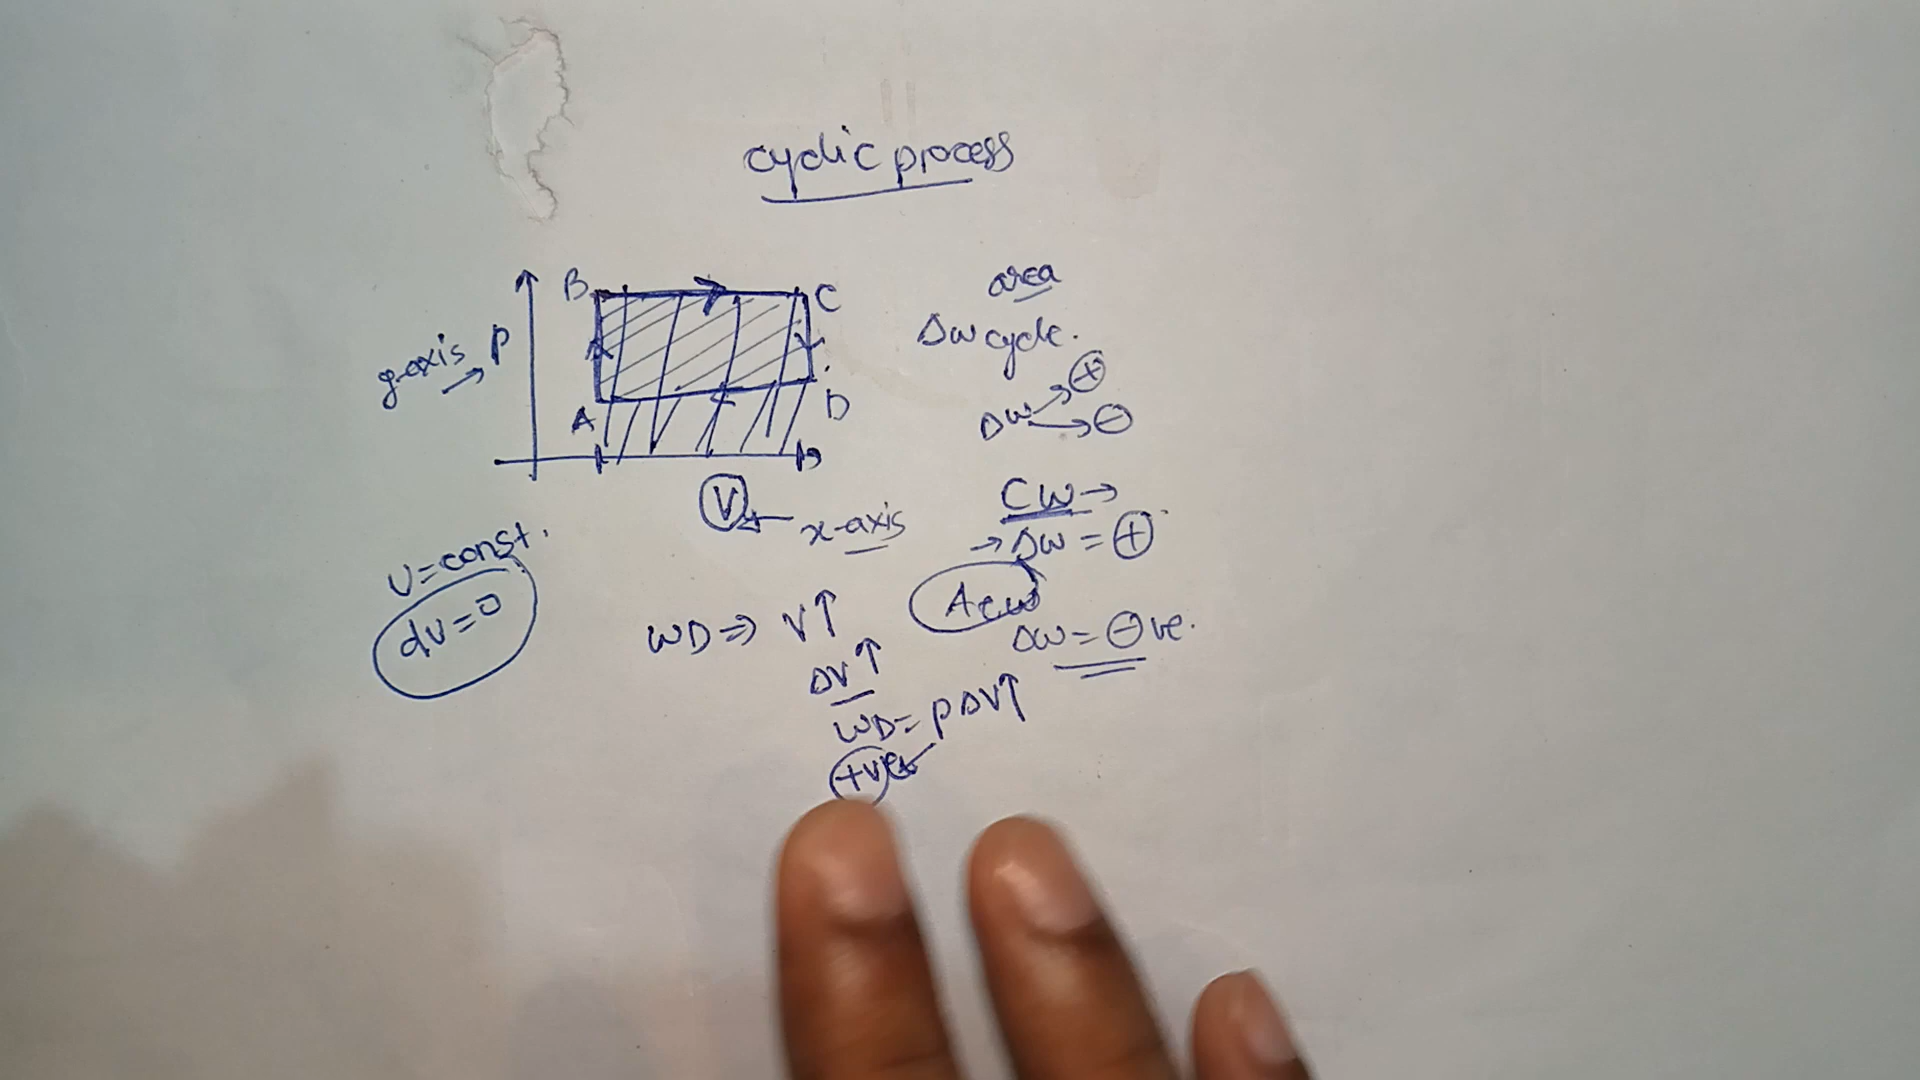 cyclic process
B
C
area
y-axis → P
Δw cycle.
A
D
Δw → +
→ -
V ← x-axis
CW →
→ Δw = +
V = const.
dv = 0
WD ⇒ V↑
ACW
Δw = - ve.
ΔV↑
WD = PΔV↑
+ve